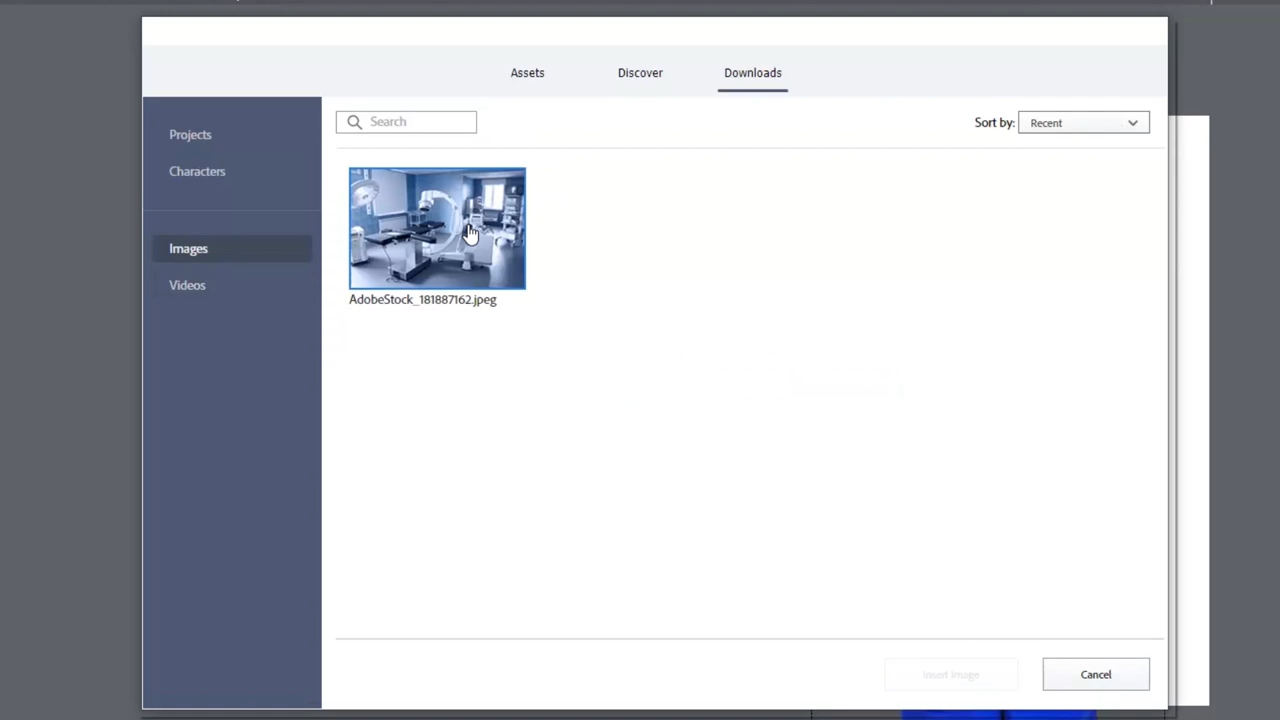 Assets
Discover
Downloads
Projects
Characters
Images
Videos
Search
Sort by:
Recent
AdobeStock_181887162.jpeg
Insert Image
Cancel